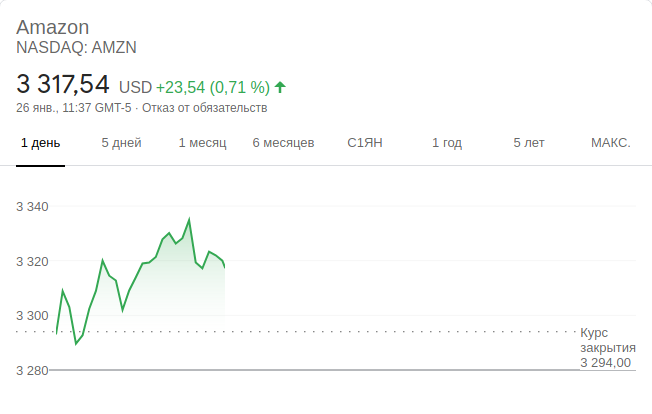 Amazon
NASDAQ: AMZN
3 317,54 USD +23,54 (0,71 %)
26 янв., 11:37 GMT-5 · Отказ от обязательств
1 день 5 дней 1 месяц 6 месяцев С1ЯН 1 год 5 лет МАКС.
3 340
3 320
3 300
Курс
закрытия
3 294,00
3 280